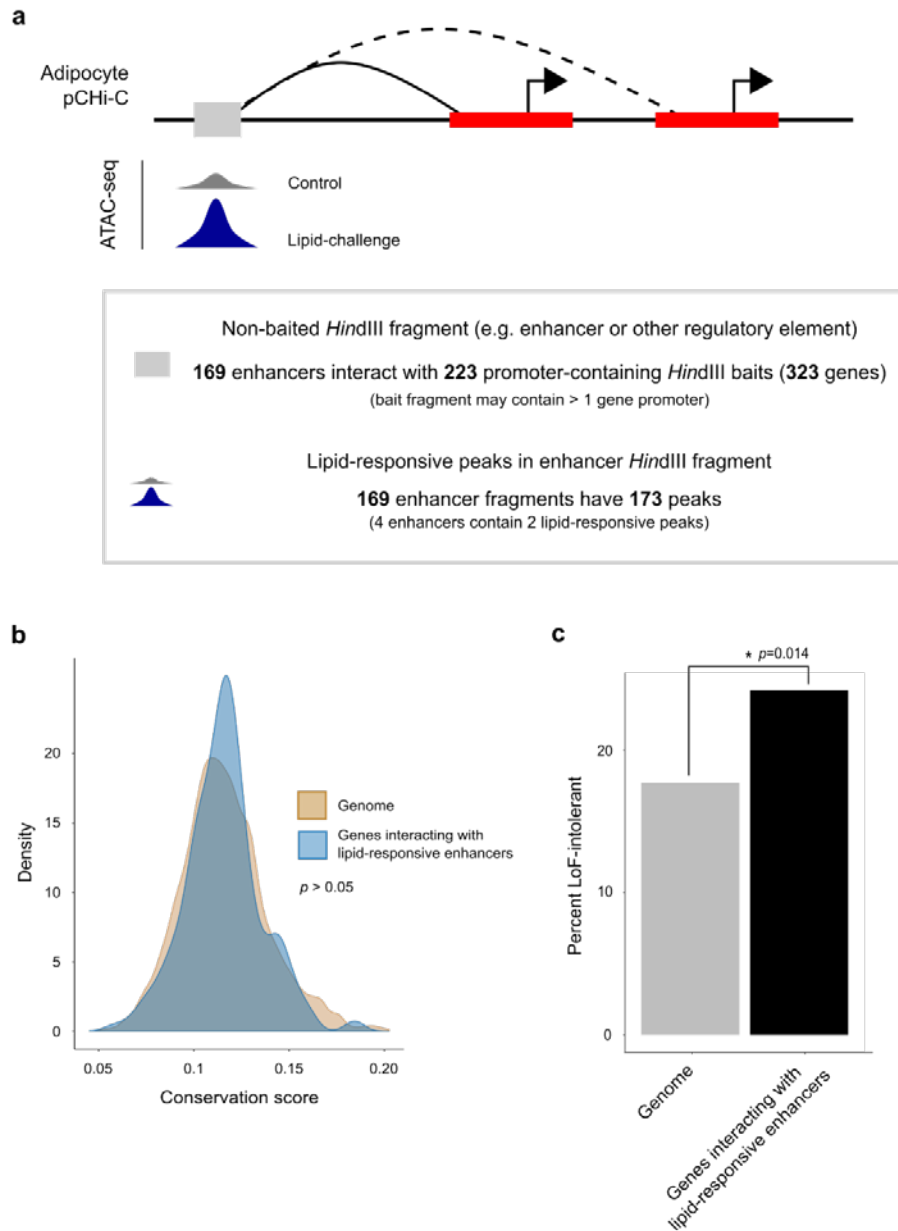 a
Adipocyte
pCHi-C
ATAC-seq
Control
Lipid-challenge
Non-baited HindIII fragment (e.g. enhancer or other regulatory element)
169 enhancers interact with 223 promoter-containing HindIII baits (323 genes)
(bait fragment may contain > 1 gene promoter)
Lipid-responsive peaks in enhancer HindIII fragment
169 enhancer fragments have 173 peaks
(4 enhancers contain 2 lipid-responsive peaks)
b
Density
20
15
10
5
0
0.05
0.1
0.15
0.20
Conservation score
Genome
Genes interacting with
lipid-responsive enhancers
p > 0.05
c
* p=0.014
Percent LoF-intolerant
20
10
0
Genome
Genes interacting with
lipid-responsive enhancers